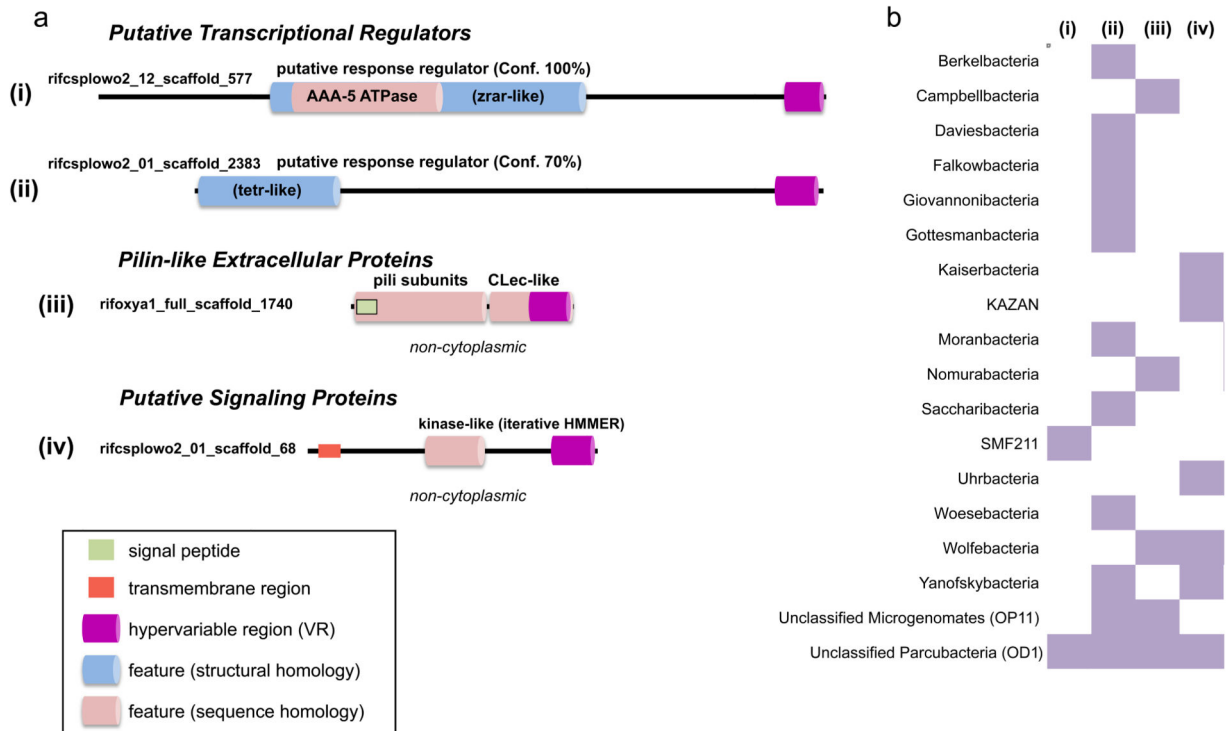 a
Putative Transcriptional Regulators
rifcsplowo2_12_scaffold_577
putative response regulator (Conf. 100%)
(i)
AAA-5 ATPase
(zrar-like)
rifcsplowo2_01_scaffold_2383
putative response regulator (Conf. 70%)
(ii)
(tetr-like)
Pilin-like Extracellular Proteins
pili subunits
CLec-like
(iii)
rifoxya1_full_scaffold_1740
non-cytoplasmic
Putative Signaling Proteins
kinase-like (iterative HMMER)
(iv)
rifcsplowo2_01_scaffold_68
non-cytoplasmic
signal peptide
transmembrane region
hypervariable region (VR)
feature (structural homology)
feature (sequence homology)
b
(i) (ii) (iii) (iv)
Berkelbacteria
Campbellbacteria
Daviesbacteria
Falkowbacteria
Giovannonibacteria
Gottesmanbacteria
Kaiserbacteria
KAZAN
Moranbacteria
Nomurabacteria
Saccharibacteria
SMF211
Uhrbacteria
Woesebacteria
Wolfebacteria
Yanofskybacteria
Unclassified Microgenomates (OP11)
Unclassified Parcubacteria (OD1)